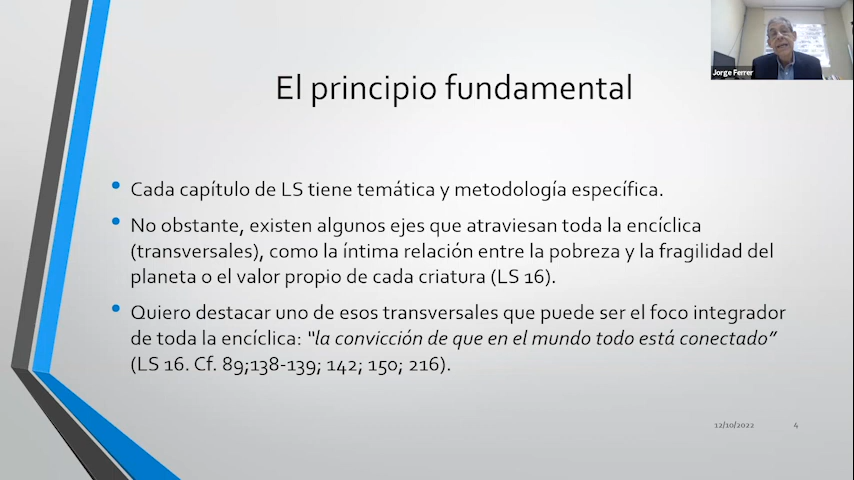 Jorge Ferrer
El principio fundamental
• Cada capítulo de LS tiene temática y metodología específica.
• No obstante, existen algunos ejes que atraviesan toda la encíclica
(transversales), como la íntima relación entre la pobreza y la fragilidad del
planeta o el valor propio de cada criatura (LS 16).
• Quiero destacar uno de esos transversales que puede ser el foco integrador
de toda la encíclica: “la convicción de que en el mundo todo está conectado”
(LS 16. Cf. 89;138-139; 142; 150; 216).
12/10/2022 4